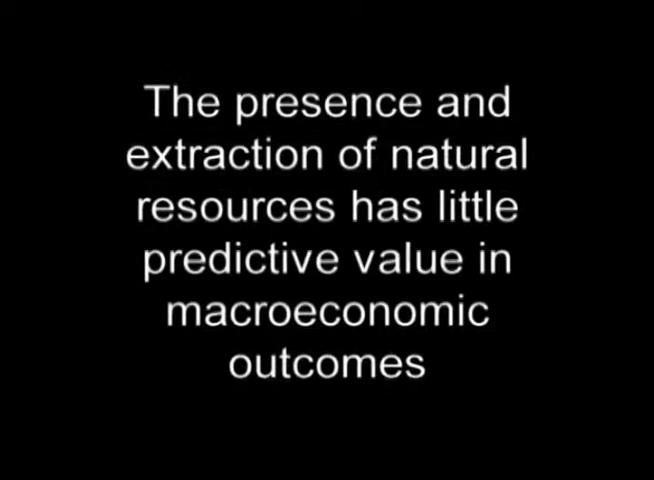 The presence and
extraction of natural
resources has little
predictive value in
macroeconomic
outcomes